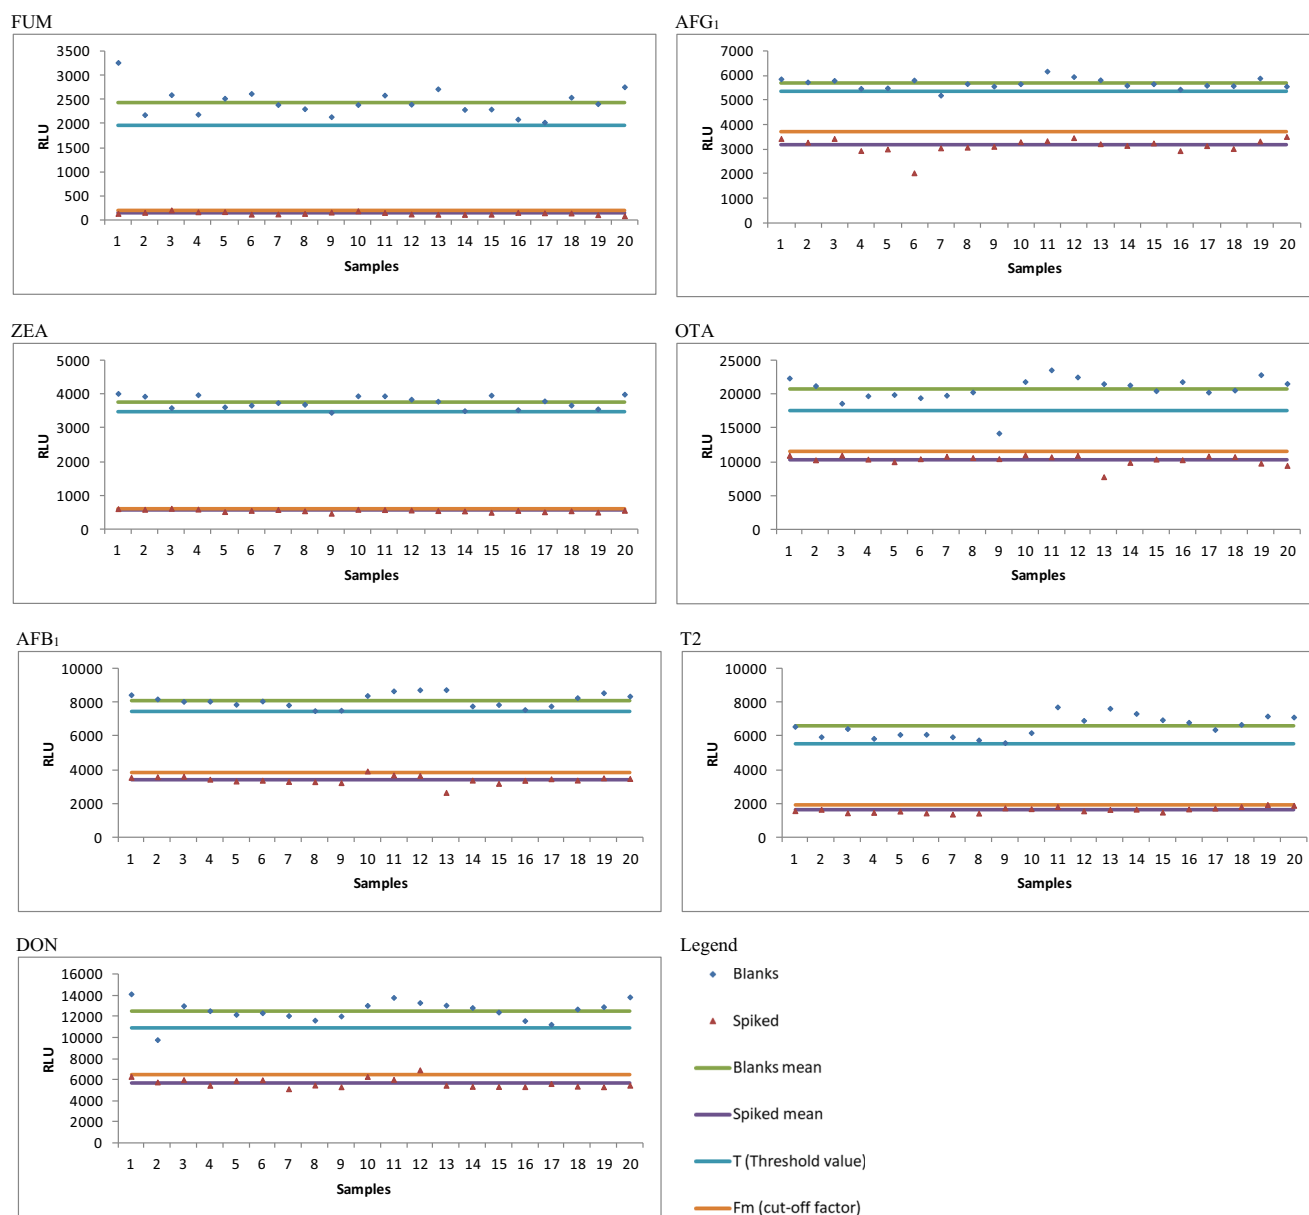 FUM
3500
3000
2500
2000
1500
1000
500
0
RLU
1 2 3 4 5 6 7 8 9 10 11 12 13 14 15 16 17 18 19 20
Samples
AFG₁
7000
6000
5000
4000
3000
2000
1000
0
RLU
1 2 3 4 5 6 7 8 9 10 11 12 13 14 15 16 17 18 19 20
Samples
ZEA
5000
4000
3000
2000
1000
0
RLU
1 2 3 4 5 6 7 8 9 10 11 12 13 14 15 16 17 18 19 20
Samples
OTA
25000
20000
15000
10000
5000
0
RLU
1 2 3 4 5 6 7 8 9 10 11 12 13 14 15 16 17 18 19 20
Samples
AFB₁
10000
8000
6000
4000
2000
0
RLU
1 2 3 4 5 6 7 8 9 10 11 12 13 14 15 16 17 18 19 20
Samples
T2
10000
8000
6000
4000
2000
0
RLU
1 2 3 4 5 6 7 8 9 10 11 12 13 14 15 16 17 18 19 20
Samples
DON
16000
14000
12000
10000
8000
6000
4000
2000
0
RLU
1 2 3 4 5 6 7 8 9 10 11 12 13 14 15 16 17 18 19 20
Samples
Legend
Blanks
Spiked
Blanks mean
Spiked mean
T (Threshold value)
Fm (cut-off factor)